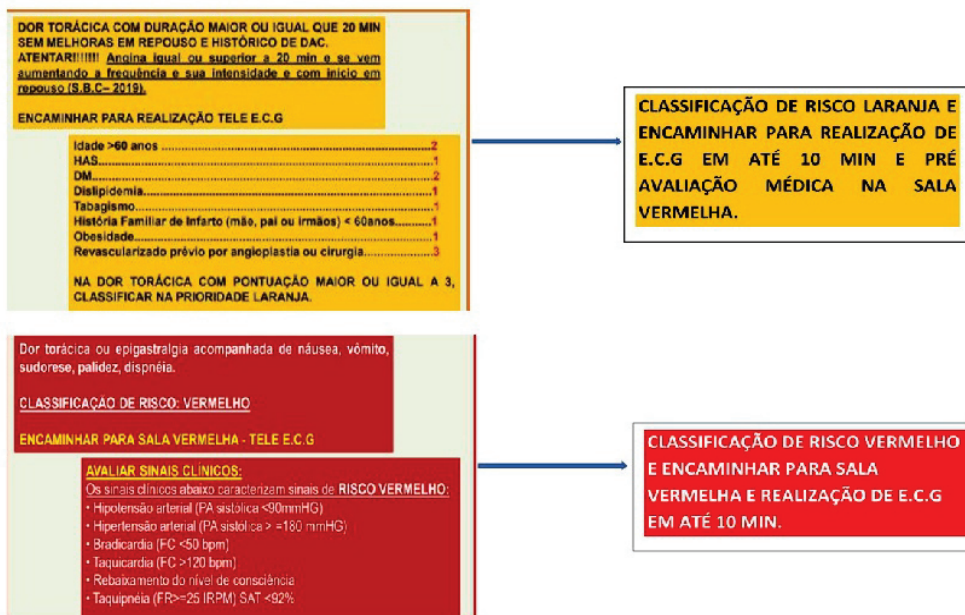 DOR TORÁCICA COM DURAÇÃO MAIOR OU IGUAL QUE 20 MIN
SEM MELHORAS EM REPOUSO E HISTÓRICO DE DAC.
ATENTAR!!!!!!! Angina igual ou superior a 20 min e se vem
aumentando a frequência e sua intensidade e com início em
repouso (S.B.C– 2019).
ENCAMINHAR PARA REALIZAÇÃO TELE E.C.G
Idade >60 anos ........................................................2
HAS........................................................1
DM........................................................2
Dislipidemia........................................................1
Tabagismo........................................................1
História Familiar de Infarto (mãe, pai ou irmãos) < 60anos.........1
Obesidade........................................................1
Revascularizado prévio por angioplastia ou cirurgia................3
NA DOR TORÁCICA COM PONTUAÇÃO MAIOR OU IGUAL A 3,
CLASSIFICAR NA PRIORIDADE LARANJA.
CLASSIFICAÇÃO DE RISCO LARANJA E
ENCAMINHAR PARA REALIZAÇÃO DE
E.C.G EM ATÉ 10 MIN E PRÉ
AVALIAÇÃO MÉDICA NA SALA
VERMELHA.
Dor torácica ou epigastralgia acompanhada de náusea, vômito,
sudorese, palidez, dispnéia.
CLASSIFICAÇÃO DE RISCO: VERMELHO
ENCAMINHAR PARA SALA VERMELHA - TELE E.C.G
AVALIAR SINAIS CLÍNICOS:
Os sinais clínicos abaixo caracterizam sinais de RISCO VERMELHO:
• Hipotensão arterial (PA sistólica <90mmHG)
• Hipertensão arterial (PA sistólica > =180 mmHG)
• Bradicardia (FC <50 bpm)
• Taquicardia (FC >120 bpm)
• Rebaixamento do nível de consciência
• Taquipnéia (FR>=25 IRPM) SAT <92%
CLASSIFICAÇÃO DE RISCO VERMELHO
E ENCAMINHAR PARA SALA
VERMELHA E REALIZAÇÃO DE E.C.G
EM ATÉ 10 MIN.